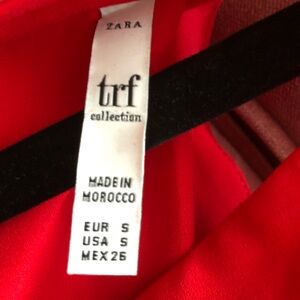 ZARA
trf
collection
MADE IN
MOROCCO
EUR S
USA S
MEX 26